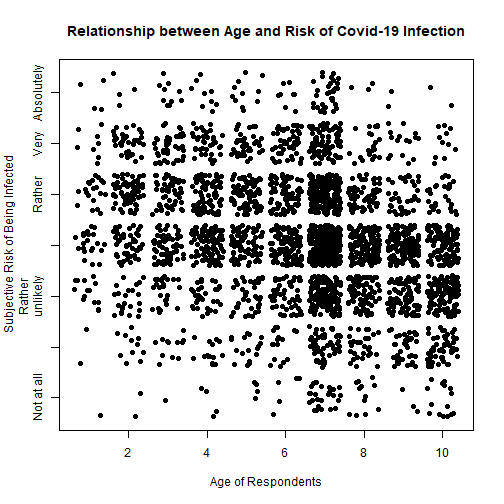 Relationship between Age and Risk of Covid-19 Infection
Subjective Risk of Being Infected
Absolutely
Very
Rather
Rather
unlikely
Not at all
2
4
6
8
10
Age of Respondents